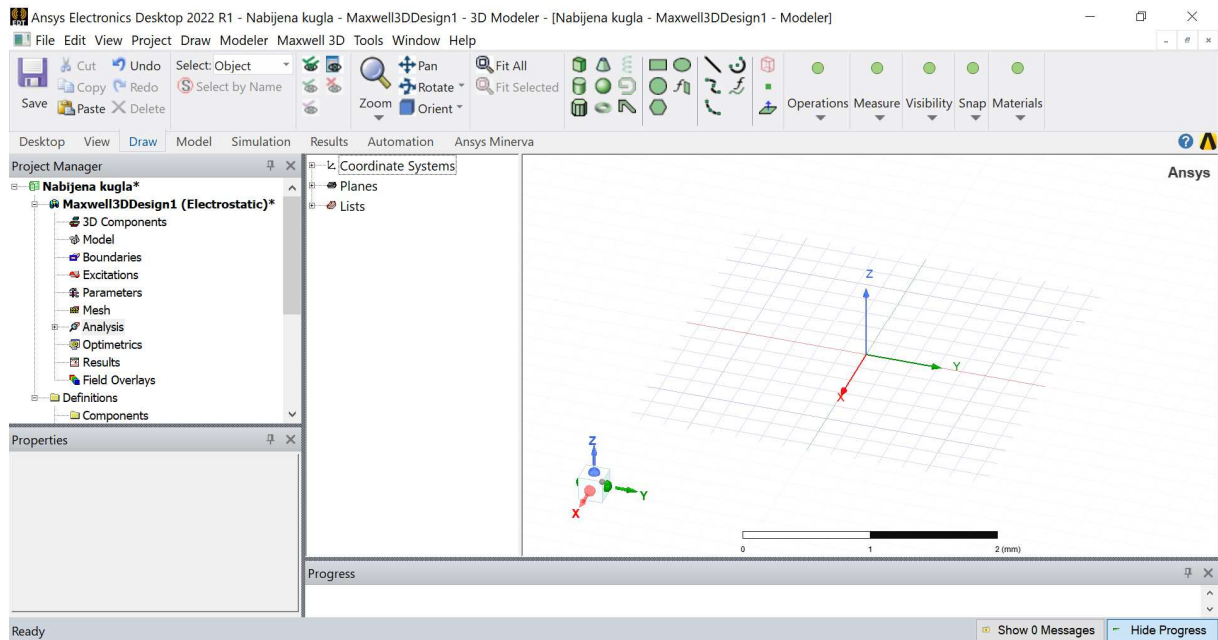 EDT Ansys Electronics Desktop 2022 R1 - Nabijena kugla - Maxwell3DDesign1 - 3D Modeler - [Nabijena kugla - Maxwell3DDesign1 - Modeler]
File Edit View Project Draw Modeler Maxwell 3D Tools Window Help
Save
Cut Undo
Copy Redo
Paste Delete
Select: Object
Select by Name
Zoom
Pan
Rotate
Orient
Fit All
Fit Selected
Operations Measure Visibility Snap Materials
Desktop View Draw Model Simulation Results Automation Ansys Minerva
Project Manager
Nabijena kugla*
Maxwell3DDesign1 (Electrostatic)*
3D Components
Model
Boundaries
Excitations
Parameters
Mesh
Analysis
Optimetrics
Results
Field Overlays
Definitions
Components
Properties
Coordinate Systems
Planes
Lists
Ansys
Z
Y
X
Z
Y
X
0 1 2 (mm)
Progress
Ready
Show 0 Messages Hide Progress